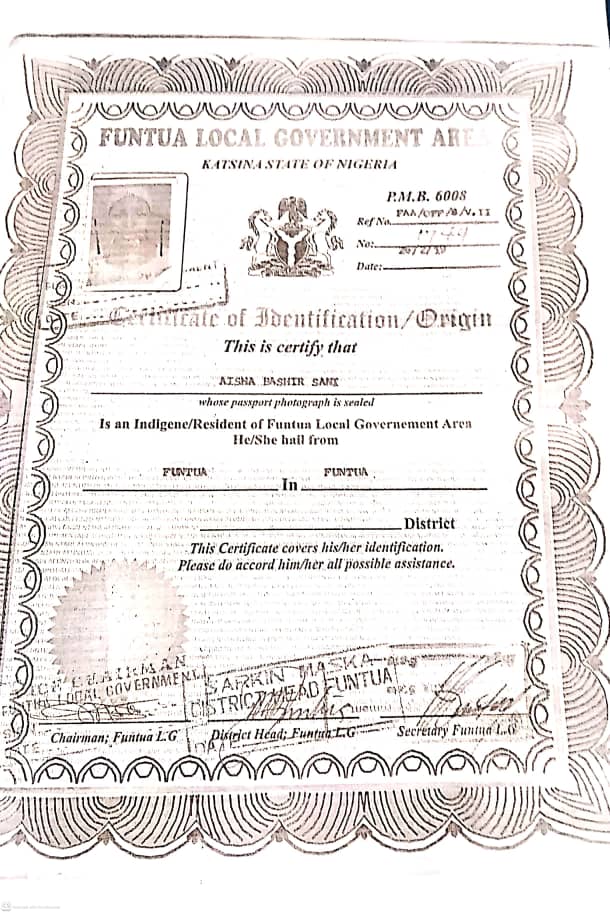 FUNTUA LOCAL GOVERNMENT AREA
KATSINA STATE OF NIGERIA
P.M.B. 6008
Ref No.
No:
Date:
Certificate of Identification/Origin
This is certify that
AISHA BASHIR SANI
whose passport photograph is sealed
Is an Indigene/Resident of Funtua Local Governement Area
He/She hail from
FUNTUA In FUNTUA
District
This Certificate covers his/her identification.
Please do accord him/her all possible assistance.
CHAIRMAN
LOCAL GOVERNMENT
SARKIN MASKA
DISTRICT HEAD FUNTUA
Chairman; Funtua L.G District Head; Funtua L.G Secretary Funtua L.G